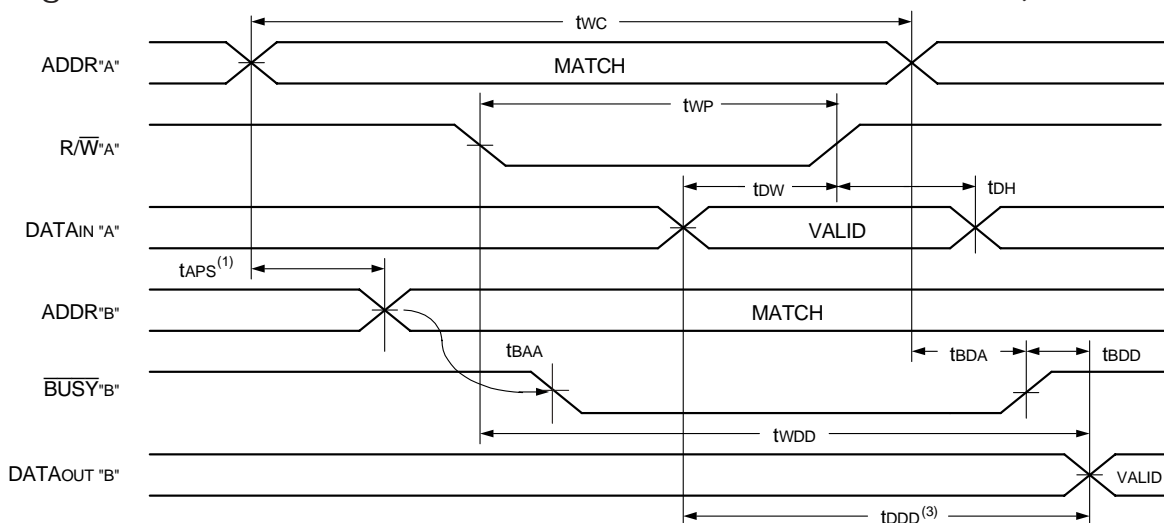 tWC
ADDR"A"
MATCH
tWP
R/W̅"A"
tDW
tDH
DATAIN "A"
VALID
tAPS(1)
ADDR"B"
MATCH
tBAA
tBDA
tBDD
B̅U̅S̅Y̅"B"
tWDD
DATAOUT "B"
VALID
tDDD(3)